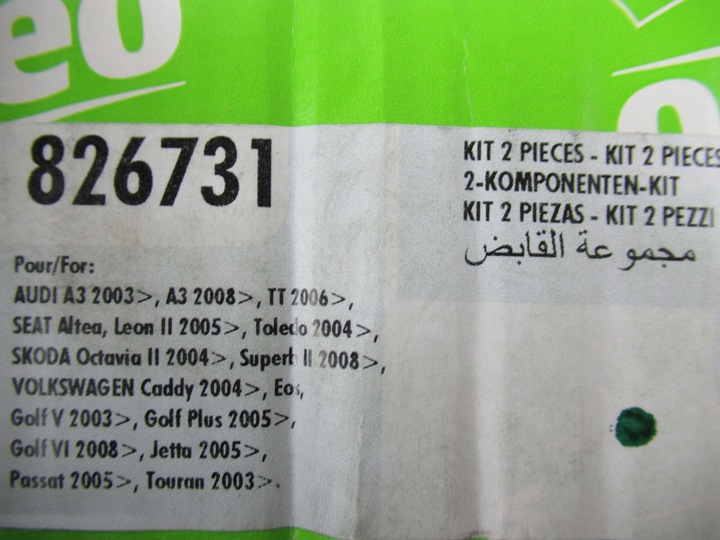 eo
826731
KIT 2 PIECES - KIT 2 PIECES
2-KOMPONENTEN-KIT
KIT 2 PIEZAS - KIT 2 PEZZI
مجموعة القابض
Pour/For:
AUDI A3 2003>, A3 2008>, TT 2006>,
SEAT Altea, Leon II 2005>, Toledo 2004>,
SKODA Octavia II 2004>, Superb II 2008>,
VOLKSWAGEN Caddy 2004>, Eos,
Golf V 2003>, Golf Plus 2005>,
Golf VI 2008>, Jetta 2005>,
Passat 2005>, Touran 2003>.